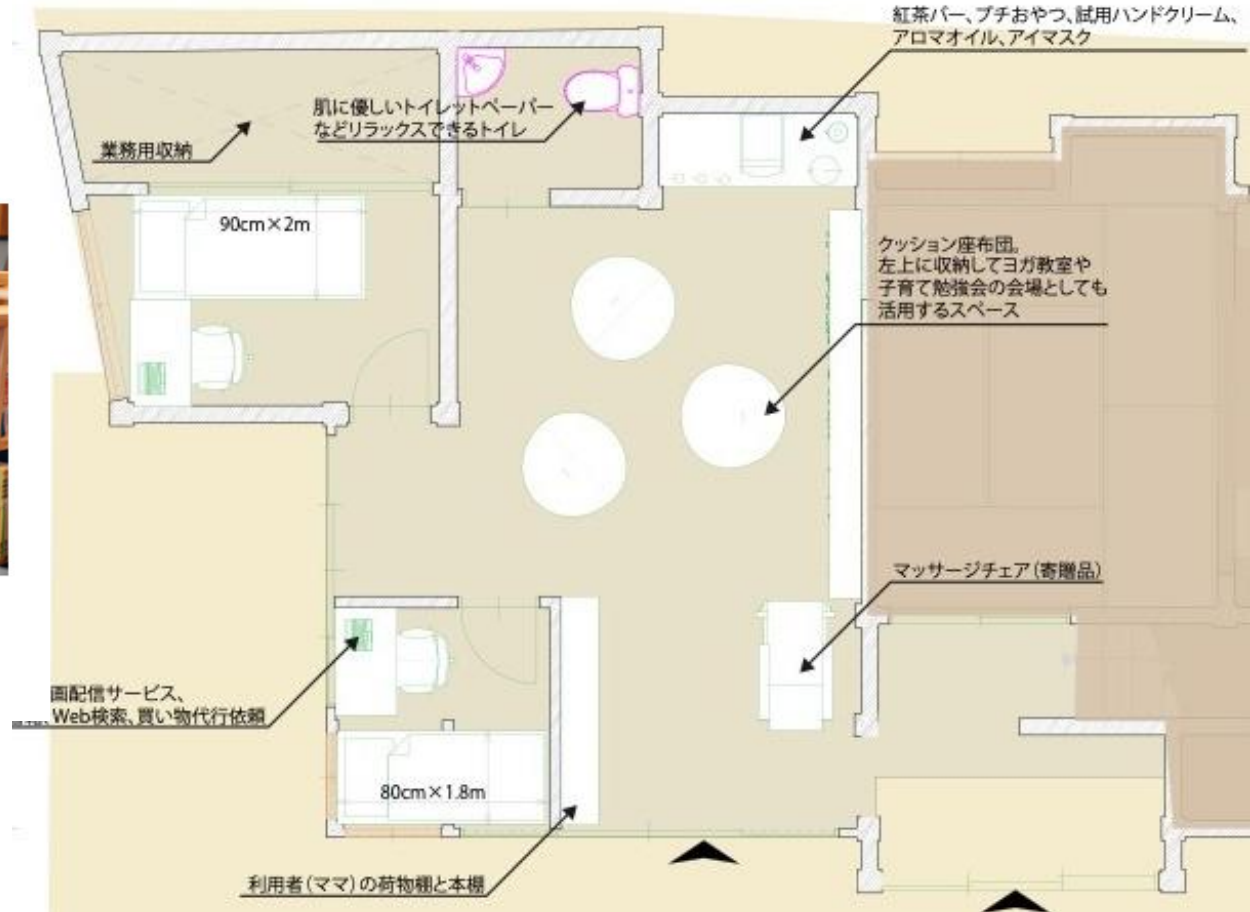 紅茶バー、プチおやつ、試用ハンドクリーム、
アロマオイル、アイマスク
肌に優しいトイレットペーパー
などリラックスできるトイレ
業務用収納
90cm×2m
クッション座布団。
左上に収納してヨガ教室や
子育て勉強会の会場としても
活用するスペース
マッサージチェア(寄贈品)
画配信サービス、
Web検索、買い物代行依頼
80cm×1.8m
利用者(ママ)の荷物棚と本棚